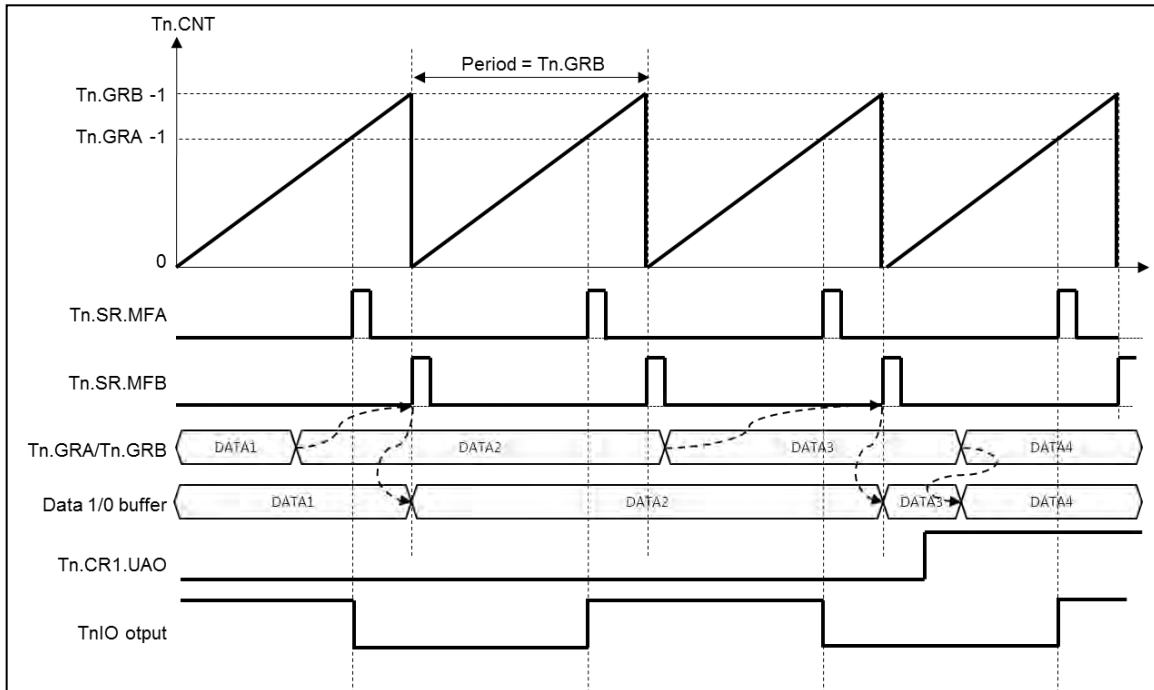 Tn.CNT
Period = Tn.GRB
Tn.GRB -1
Tn.GRA -1
0
Tn.SR.MFA
Tn.SR.MFB
Tn.GRA/Tn.GRB DATA1 DATA2 DATA3 DATA4
Data 1/0 buffer DATA1 DATA2 DATA3 DATA4
Tn.CR1.UAO
TnIO otput